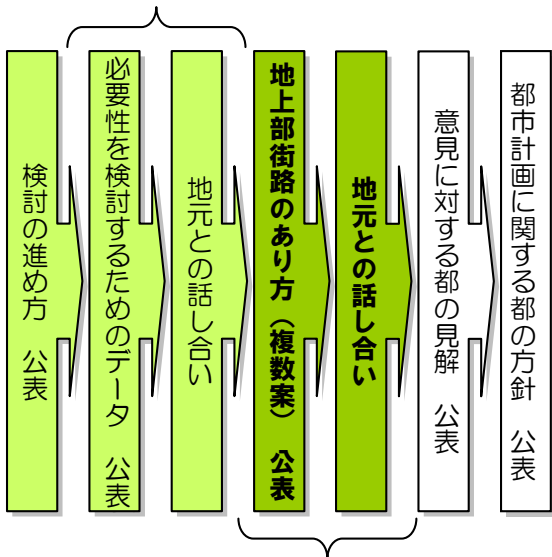 検討の進め方　公表
必要性を検討するためのデータ　公表
地元との話し合い
地上部街路のあり方（複数案）　公表
地元との話し合い
意見に対する都の見解　公表
都市計画に関する都の方針　公表